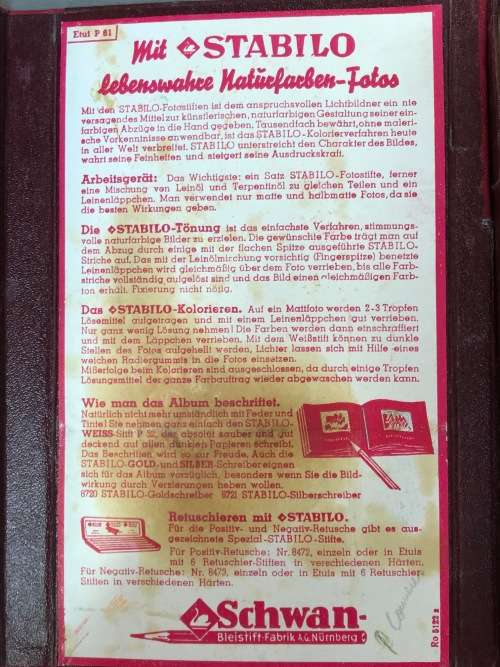 Etui P 61
Mit STABILO
lebenswahre Naturfarben-Fotos
Mit den STABILO-Fotostiften ist dem anspruchsvollen Lichtbildner ein nie
versagendes Mittel zur künstlerischen, naturfarbigen Gestaltung seiner ein-
farbigen Abzüge in die Hand gegeben. Tausendfach bewährt, ohne maleri-
sche Vorkenntnisse anwendbar, ist das STABILO-Kolorierverfahren heute
in aller Welt verbreitet. STABILO unterstreicht den Charakter des Bildes,
wahrt seine Feinheiten und steigert seine Ausdruckskraft.
Arbeitsgerät: Das Wichtigste: ein Satz STABILO-Fotostifte, ferner
eine Mischung von Leinöl und Terpentinöl zu gleichen Teilen und ein
Leinenläppchen. Man verwendet nur matte und halbmatte Fotos, da sie
die besten Wirkungen geben.
Die STABILO-Tönung ist das einfachste Verfahren, stimmungs-
volle naturfarbige Bilder zu erzielen. Die gewünschte Farbe trägt man auf
dem Abzug durch einige mit der flachen Spitze ausgeführte STABILO-
Striche auf. Das mit der Leinölmischung vorsichtig (Fingerspitze) benetzte
Leinenläppchen wird gleichmäßig über dem Foto verrieben, bis alle Farb-
striche vollständig aufgelöst sind und das Bild einen gleichmäßigen Farb-
ton erhält. Fixierung nicht nötig.
Das STABILO-Kolorieren. Auf ein Mattfoto werden 2-3 Tropfen
Lösemittel aufgetragen und mit einem Leinenläppchen gut verrieben.
Nur ganz wenig Lösung nehmen! Die Farben werden dann einschraffiert
und mit dem Läppchen verrieben. Mit dem Weißstift können zu dunkle
Stellen des Fotos aufgehellt werden, Lichter lassen sich mit Hilfe eines
weichen Radiergummis in die Fotos einsetzen.
Mißerfolge beim Kolorieren sind ausgeschlossen, da durch einige Tropfen
Lösungsmittel der ganze Farbauftrag wieder abgewaschen werden kann.
Wie man das Album beschriftet.
Natürlich nicht mehr umständlich mit Feder und
Tinte! Sie nehmen ganz einfach den STABILO-
WEISS-Stift P 52, der absolut sauber und gut
deckend auf allen dunklen Papieren schreibt.
Das Beschriften wird so zur Freude. Auch die
STABILO-GOLD- und SILBER-Schreiber eignen
sich für das Album vorzüglich, besonders wenn Sie die Bild-
wirkung durch Verzierungen heben wollen.
8720 STABILO-Goldschreiber 8721 STABILO-Silberschreiber
Retuschieren mit STABILO.
Für die Positiv- und Negativ-Retusche gibt es aus-
gezeichnete Spezial-STABILO-Stifte.
Für Positiv-Retusche: Nr. 8472, einzeln oder in Etuis
mit 6 Retuschier-Stiften in verschiedenen Härten.
Für Negativ-Retusche: Nr. 8473, einzeln oder in Etuis mit 6 Retuschier-
Stiften in verschiedenen Härten.
Schwan-
Bleistift-Fabrik A.G. Nürnberg
Ro 5122 a